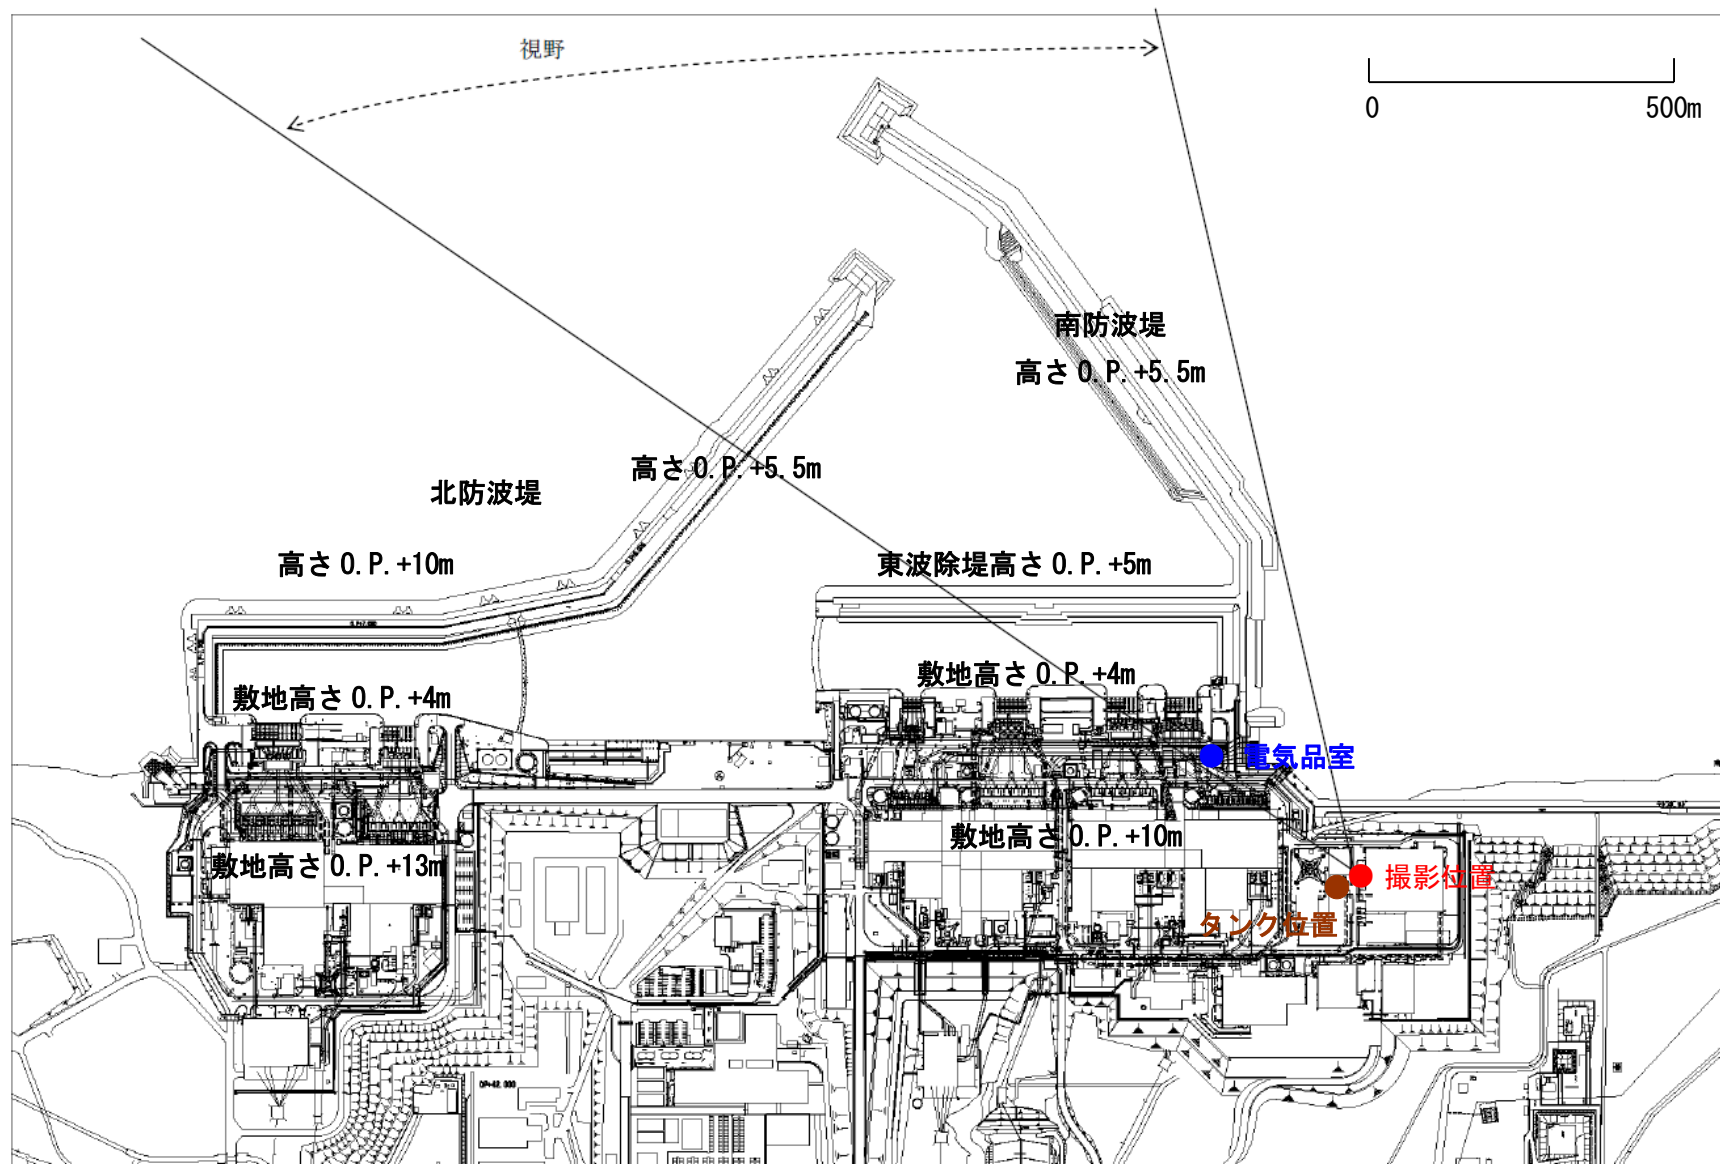 視野
0 500m
南防波堤
高さ O.P.+5.5m
高さ O.P.+5.5m
北防波堤
高さ O.P.+10m
東波除堤高さ O.P.+5m
敷地高さ O.P.+4m
敷地高さ O.P.+4m
電気品室
敷地高さ O.P.+10m
敷地高さ O.P.+13m
撮影位置
タンク位置